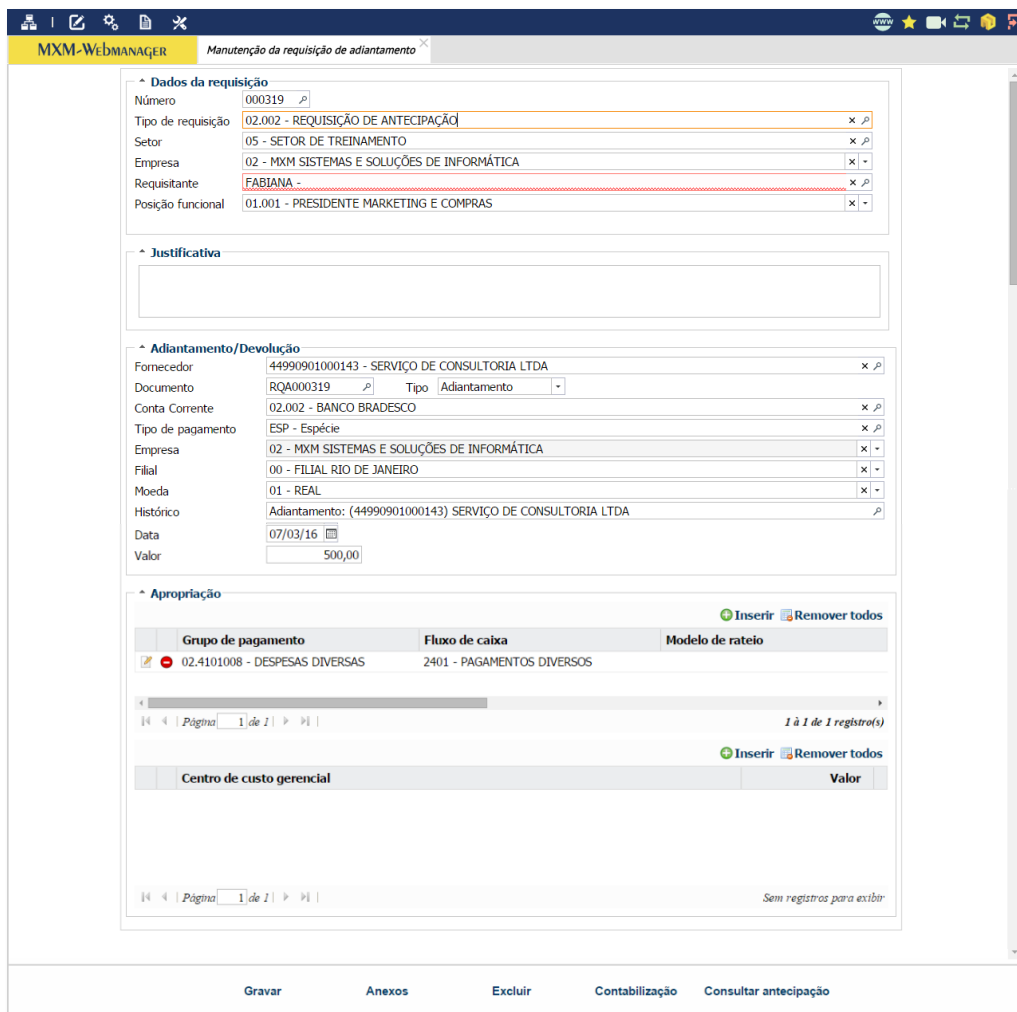 www
MXM-WEBMANAGER Manutenção da requisição de adiantamento
Dados da requisição
Número 000319
Tipo de requisição 02.002 - REQUISIÇÃO DE ANTECIPAÇÃO
Setor 05 - SETOR DE TREINAMENTO
Empresa 02 - MXM SISTEMAS E SOLUÇÕES DE INFORMÁTICA
Requisitante FABIANA -
Posição funcional 01.001 - PRESIDENTE MARKETING E COMPRAS
Justificativa
Adiantamento/Devolução
Fornecedor 44990901000143 - SERVIÇO DE CONSULTORIA LTDA
Documento RQA000319 Tipo Adiantamento
Conta Corrente 02.002 - BANCO BRADESCO
Tipo de pagamento ESP - Espécie
Empresa 02 - MXM SISTEMAS E SOLUÇÕES DE INFORMÁTICA
Filial 00 - FILIAL RIO DE JANEIRO
Moeda 01 - REAL
Histórico Adiantamento: (44990901000143) SERVIÇO DE CONSULTORIA LTDA
Data 07/03/16
Valor 500,00
Apropriação
Inserir Remover todos
Grupo de pagamento Fluxo de caixa Modelo de rateio
02.4101008 - DESPESAS DIVERSAS 2401 - PAGAMENTOS DIVERSOS
Página 1 de 1 1 à 1 de 1 registro(s)
Inserir Remover todos
Centro de custo gerencial Valor
Página 1 de 1 Sem registros para exibir
Gravar Anexos Excluir Contabilização Consultar antecipação